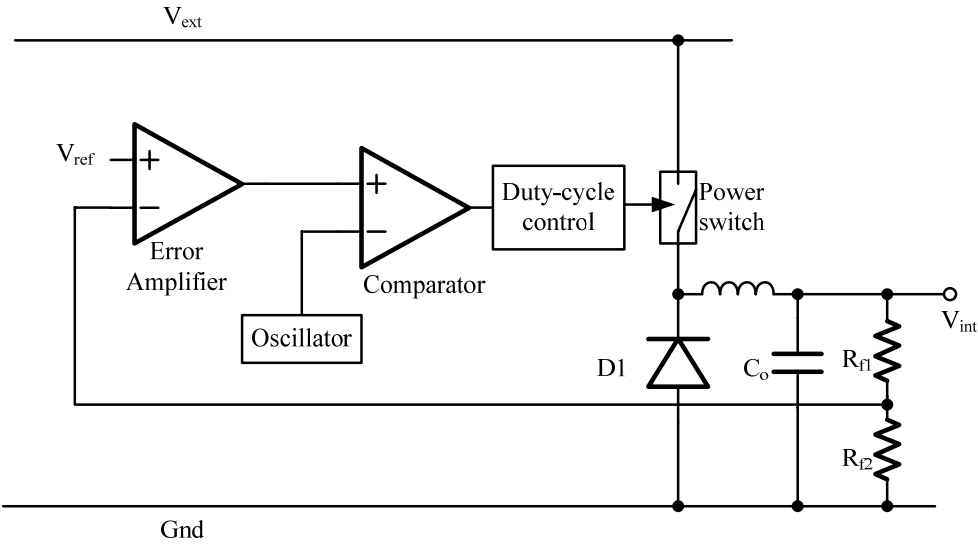 Vext
Vref
+
−
Error
Amplifier
+
−
Comparator
Oscillator
Duty-cycle
control
Power
switch
Vint
D1
Co
Rf1
Rf2
Gnd